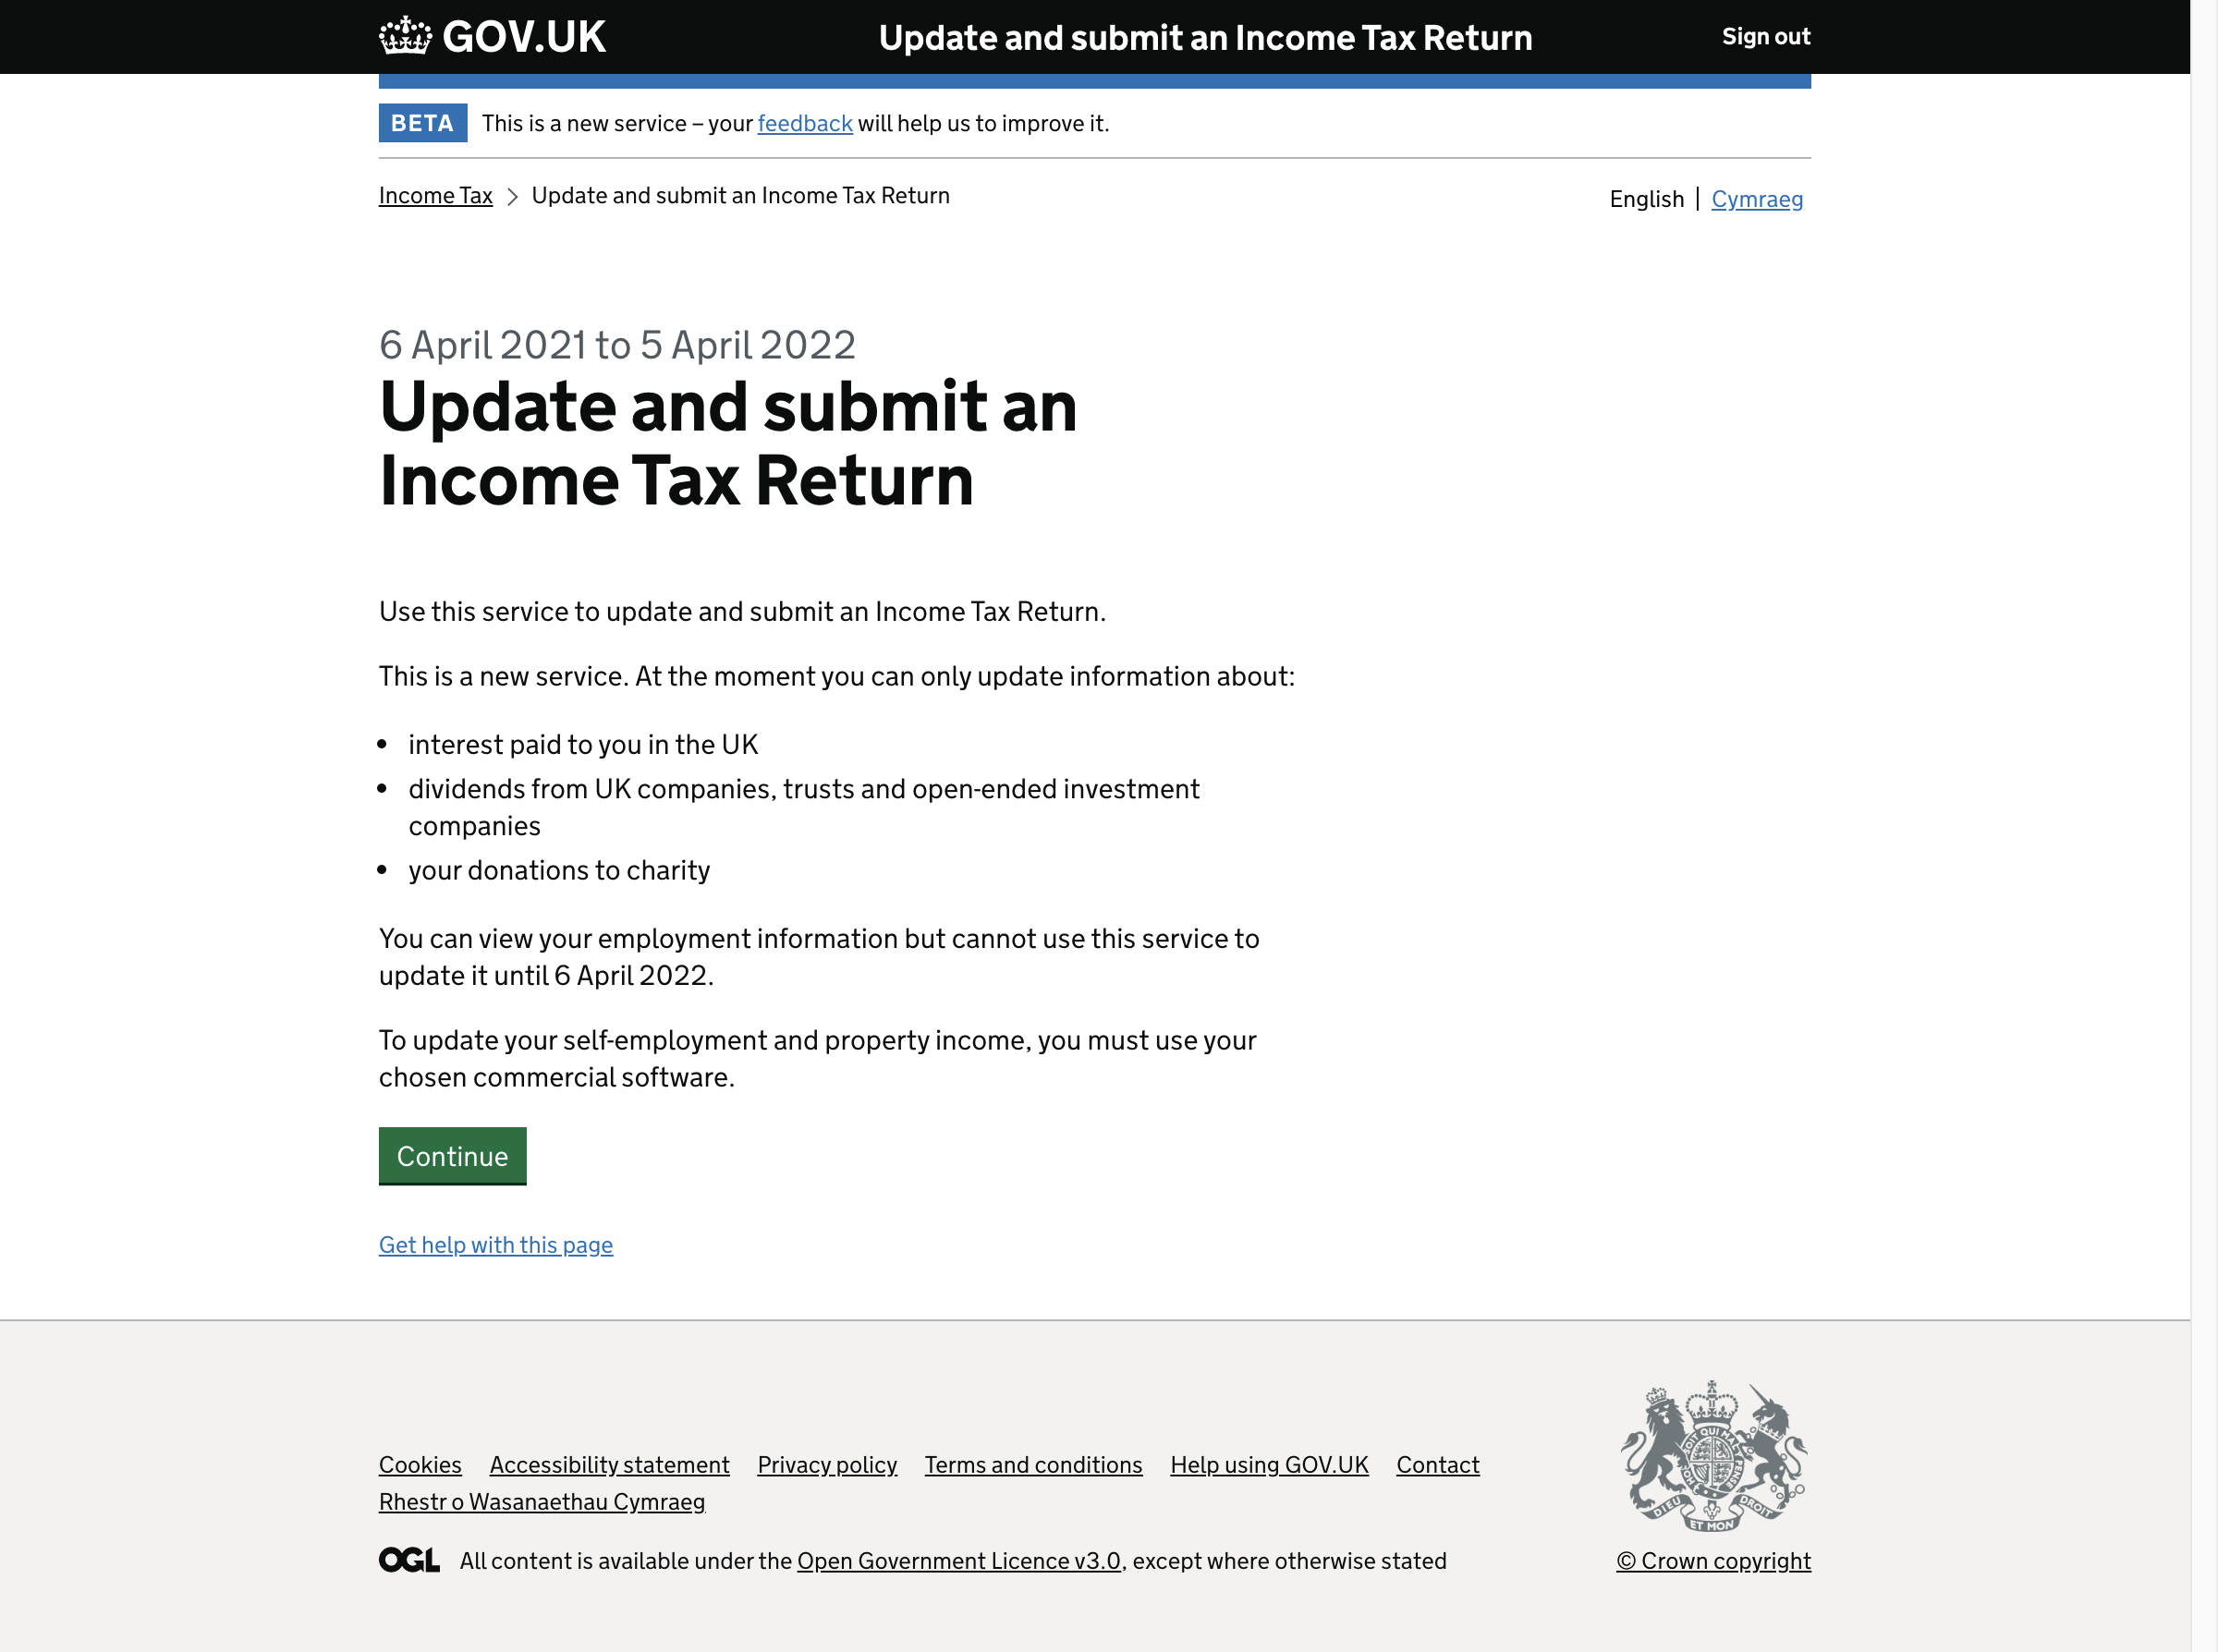 GOV.UK
Update and submit an Income Tax Return
Sign out
BETA
This is a new service – your feedback will help us to improve it.
Income Tax
Update and submit an Income Tax Return
English | Cymraeg
6 April 2021 to 5 April 2022
Update and submit an
Income Tax Return
Use this service to update and submit an Income Tax Return.
This is a new service. At the moment you can only update information about:
• interest paid to you in the UK
• dividends from UK companies, trusts and open-ended investment
companies
• your donations to charity
You can view your employment information but cannot use this service to
update it until 6 April 2022.
To update your self-employment and property income, you must use your
chosen commercial software.
Continue
Get help with this page
Cookies Accessibility statement Privacy policy Terms and conditions Help using GOV.UK Contact
Rhestr o Wasanaethau Cymraeg
OGL All content is available under the Open Government Licence v3.0, except where otherwise stated
DIEU ET MON DROIT
© Crown copyright